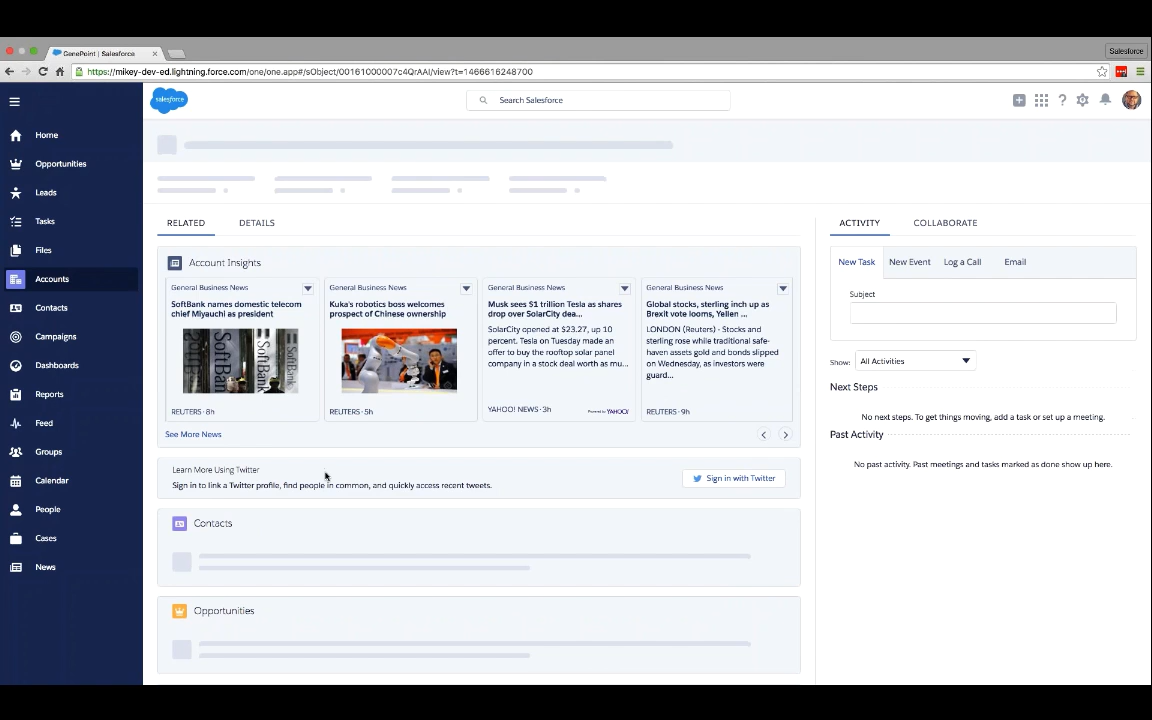 GenePoint | Salesforce
Salesforce
https://mikey-dev-ed.lightning.force.com/one/one.app#/sObject/00161000007c4QrAAI/view?t=1466616248700
salesforce
Search Salesforce
Home
Opportunities
Leads
Tasks
Files
Accounts
Contacts
Campaigns
Dashboards
Reports
Feed
Groups
Calendar
People
Cases
News
RELATED
DETAILS
Account Insights
General Business News
SoftBank names domestic telecom
chief Miyauchi as president
SoftBank
SoftBank
REUTERS · 8h
General Business News
Kuka's robotics boss welcomes
prospect of Chinese ownership
REUTERS · 5h
General Business News
Musk sees $1 trillion Tesla as shares
drop over SolarCity dea...
SolarCity opened at $23.27, up 10
percent. Tesla on Tuesday made an
offer to buy the rooftop solar panel
company in a stock deal worth as mu...
YAHOO! NEWS · 3h
Powered by YAHOO!
General Business News
Global stocks, sterling inch up as
Brexit vote looms, Yellen ...
LONDON (Reuters) - Stocks and
sterling rose while traditional safe-
haven assets gold and bonds slipped
on Wednesday, as investors were
guard...
REUTERS · 9h
See More News
Learn More Using Twitter
Sign in to link a Twitter profile, find people in common, and quickly access recent tweets.
Sign in with Twitter
Contacts
Opportunities
ACTIVITY
COLLABORATE
New Task
New Event
Log a Call
Email
Subject
Show:
All Activities
Next Steps
No next steps. To get things moving, add a task or set up a meeting.
Past Activity
No past activity. Past meetings and tasks marked as done show up here.